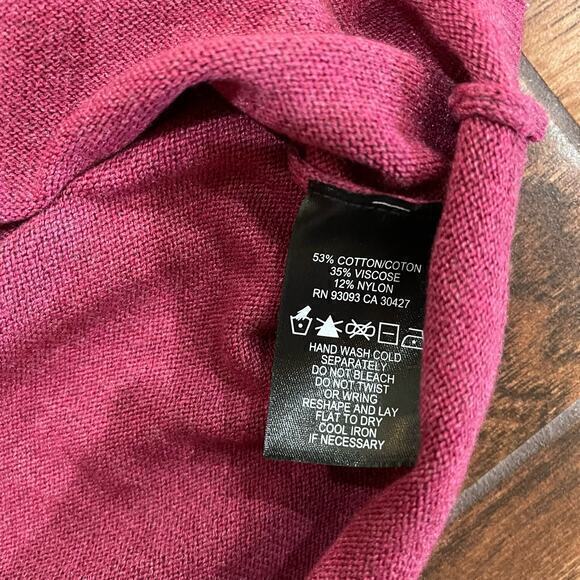 53% COTTON/COTON
35% VISCOSE
12% NYLON
RN 93093 CA 30427
HAND WASH COLD
SEPARATELY
DO NOT BLEACH
DO NOT TWIST
OR WRING
RESHAPE AND LAY
FLAT TO DRY
COOL IRON
IF NECESSARY